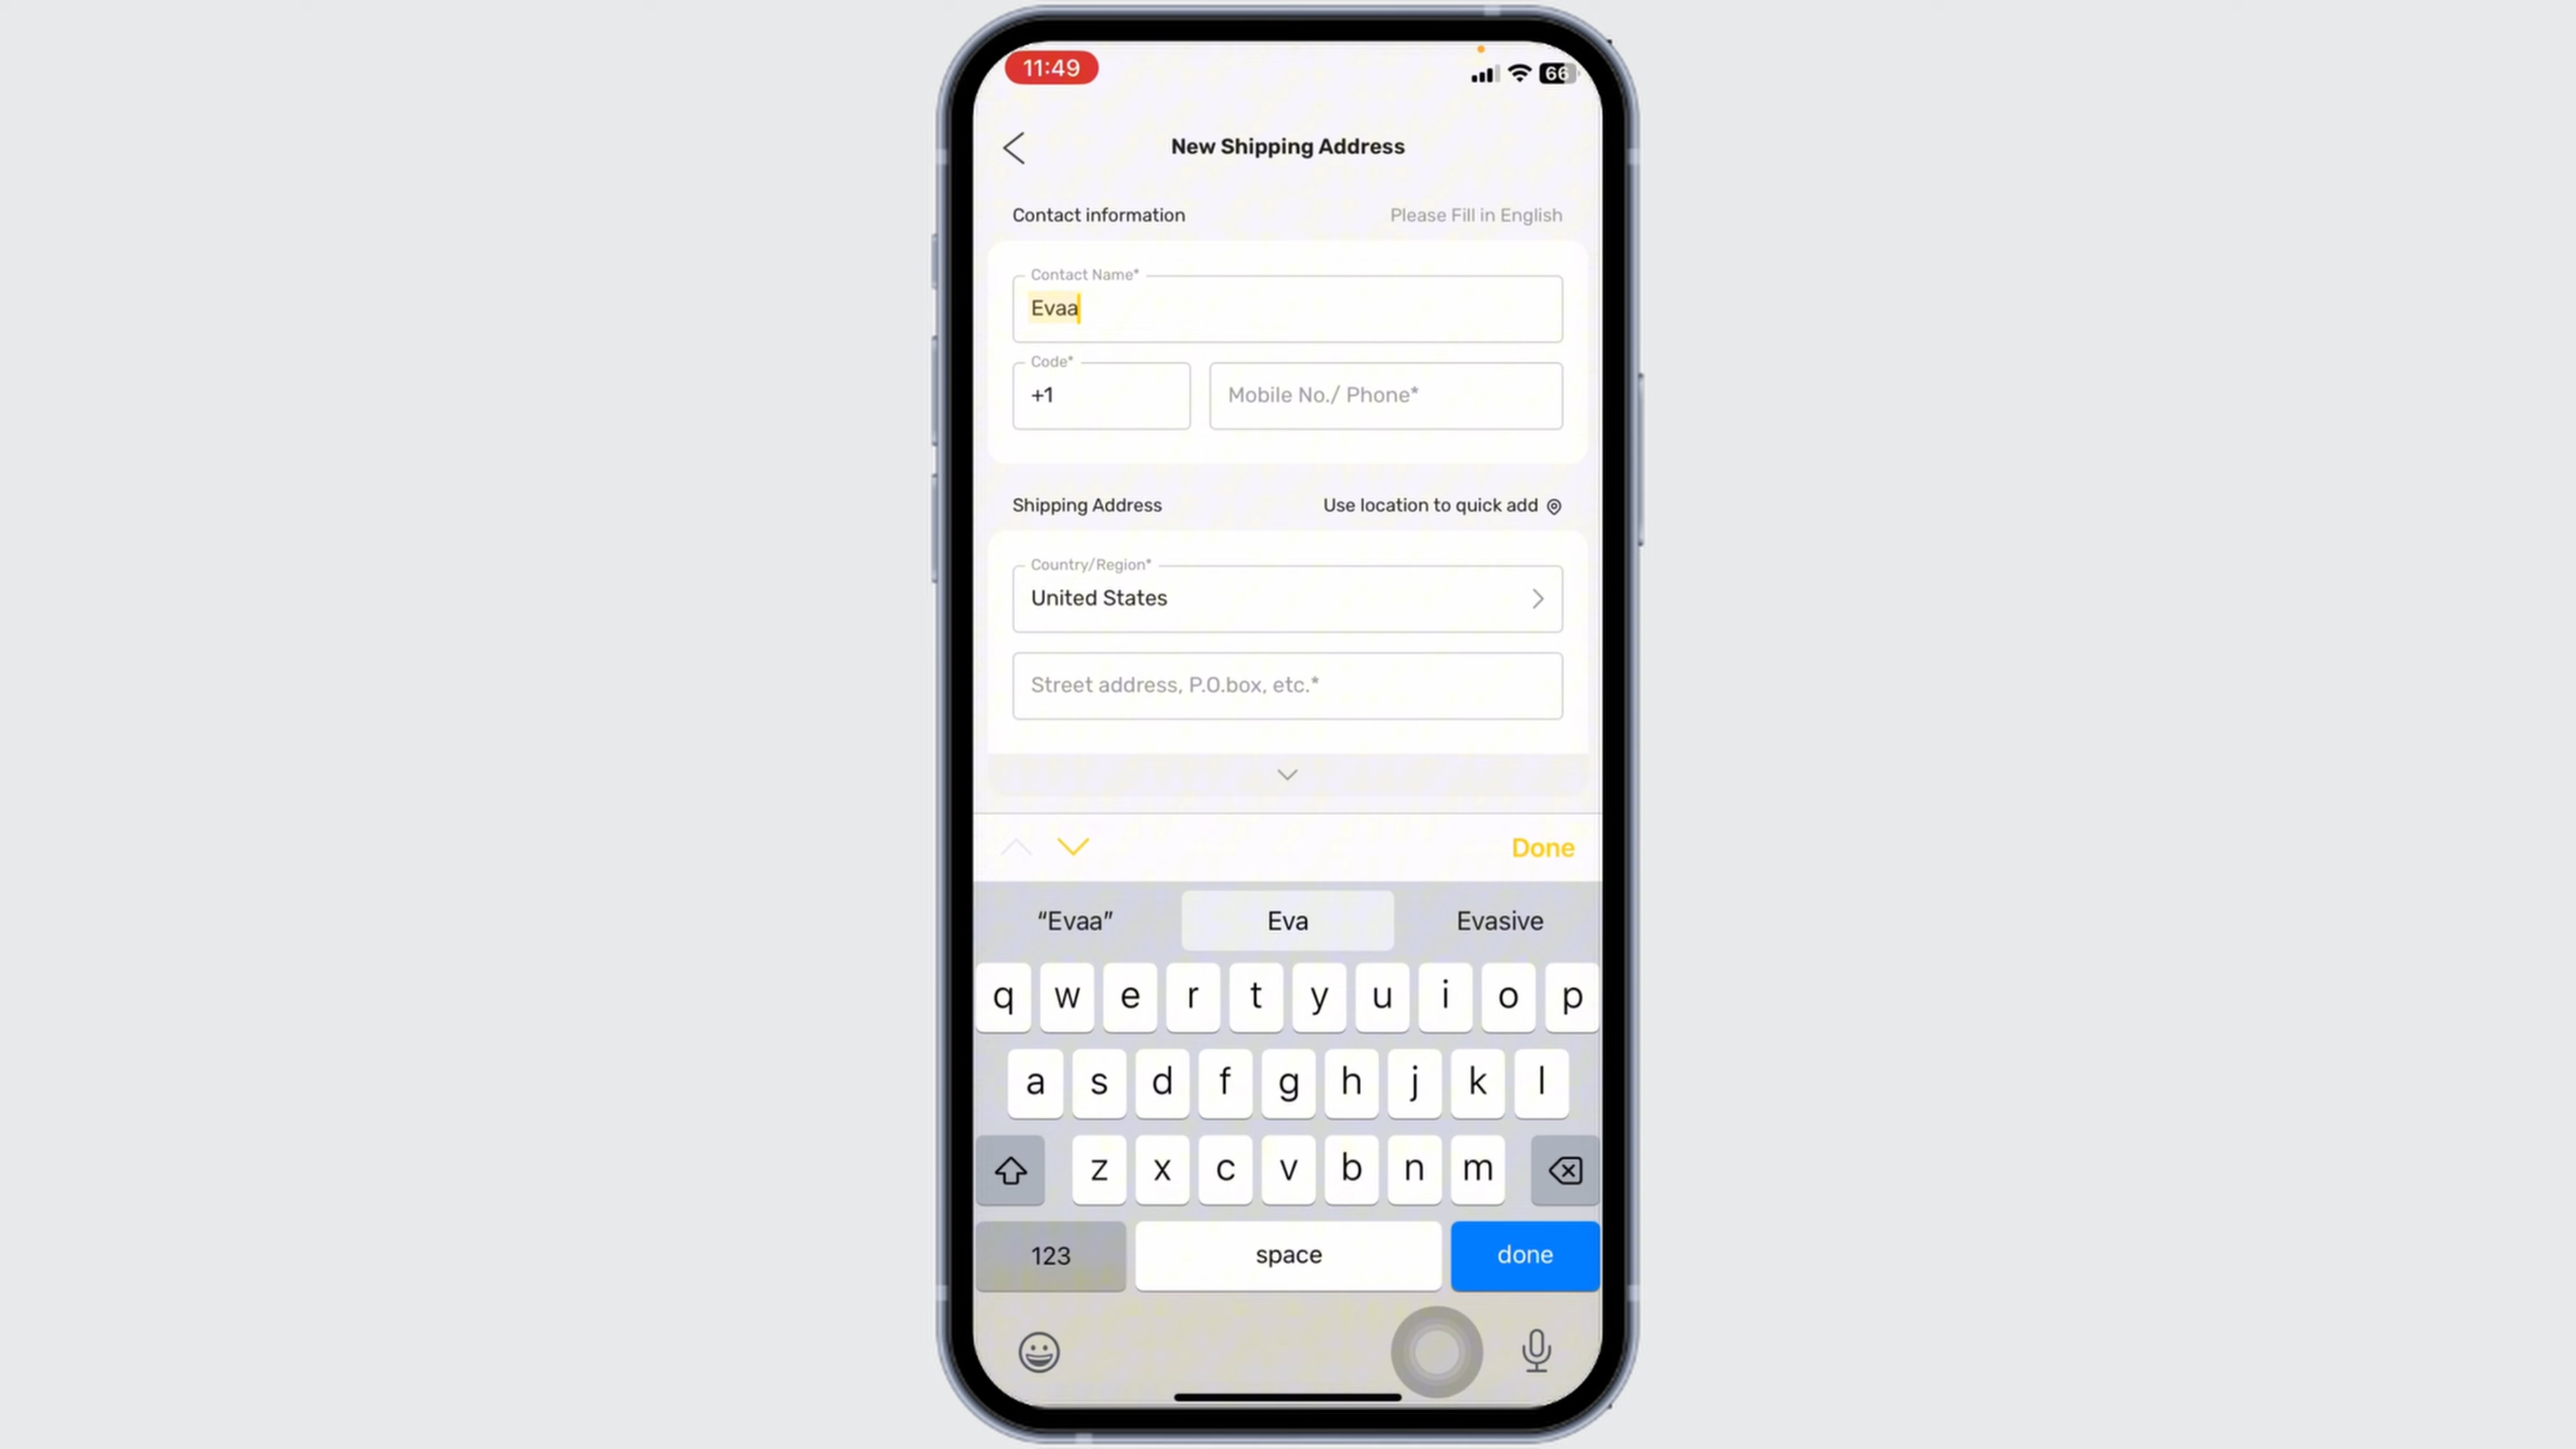 11:49
66
New Shipping Address
Contact information
Please Fill in English
Contact Name*
Evaa
Code*
+1
Mobile No./ Phone*
Shipping Address
Use location to quick add
Country/Region*
United States
Street address, P.O.box, etc.*
Done
“Evaa” Eva Evasive
q w e r t y u i o p
a s d f g h j k l
z x c v b n m
123 space done